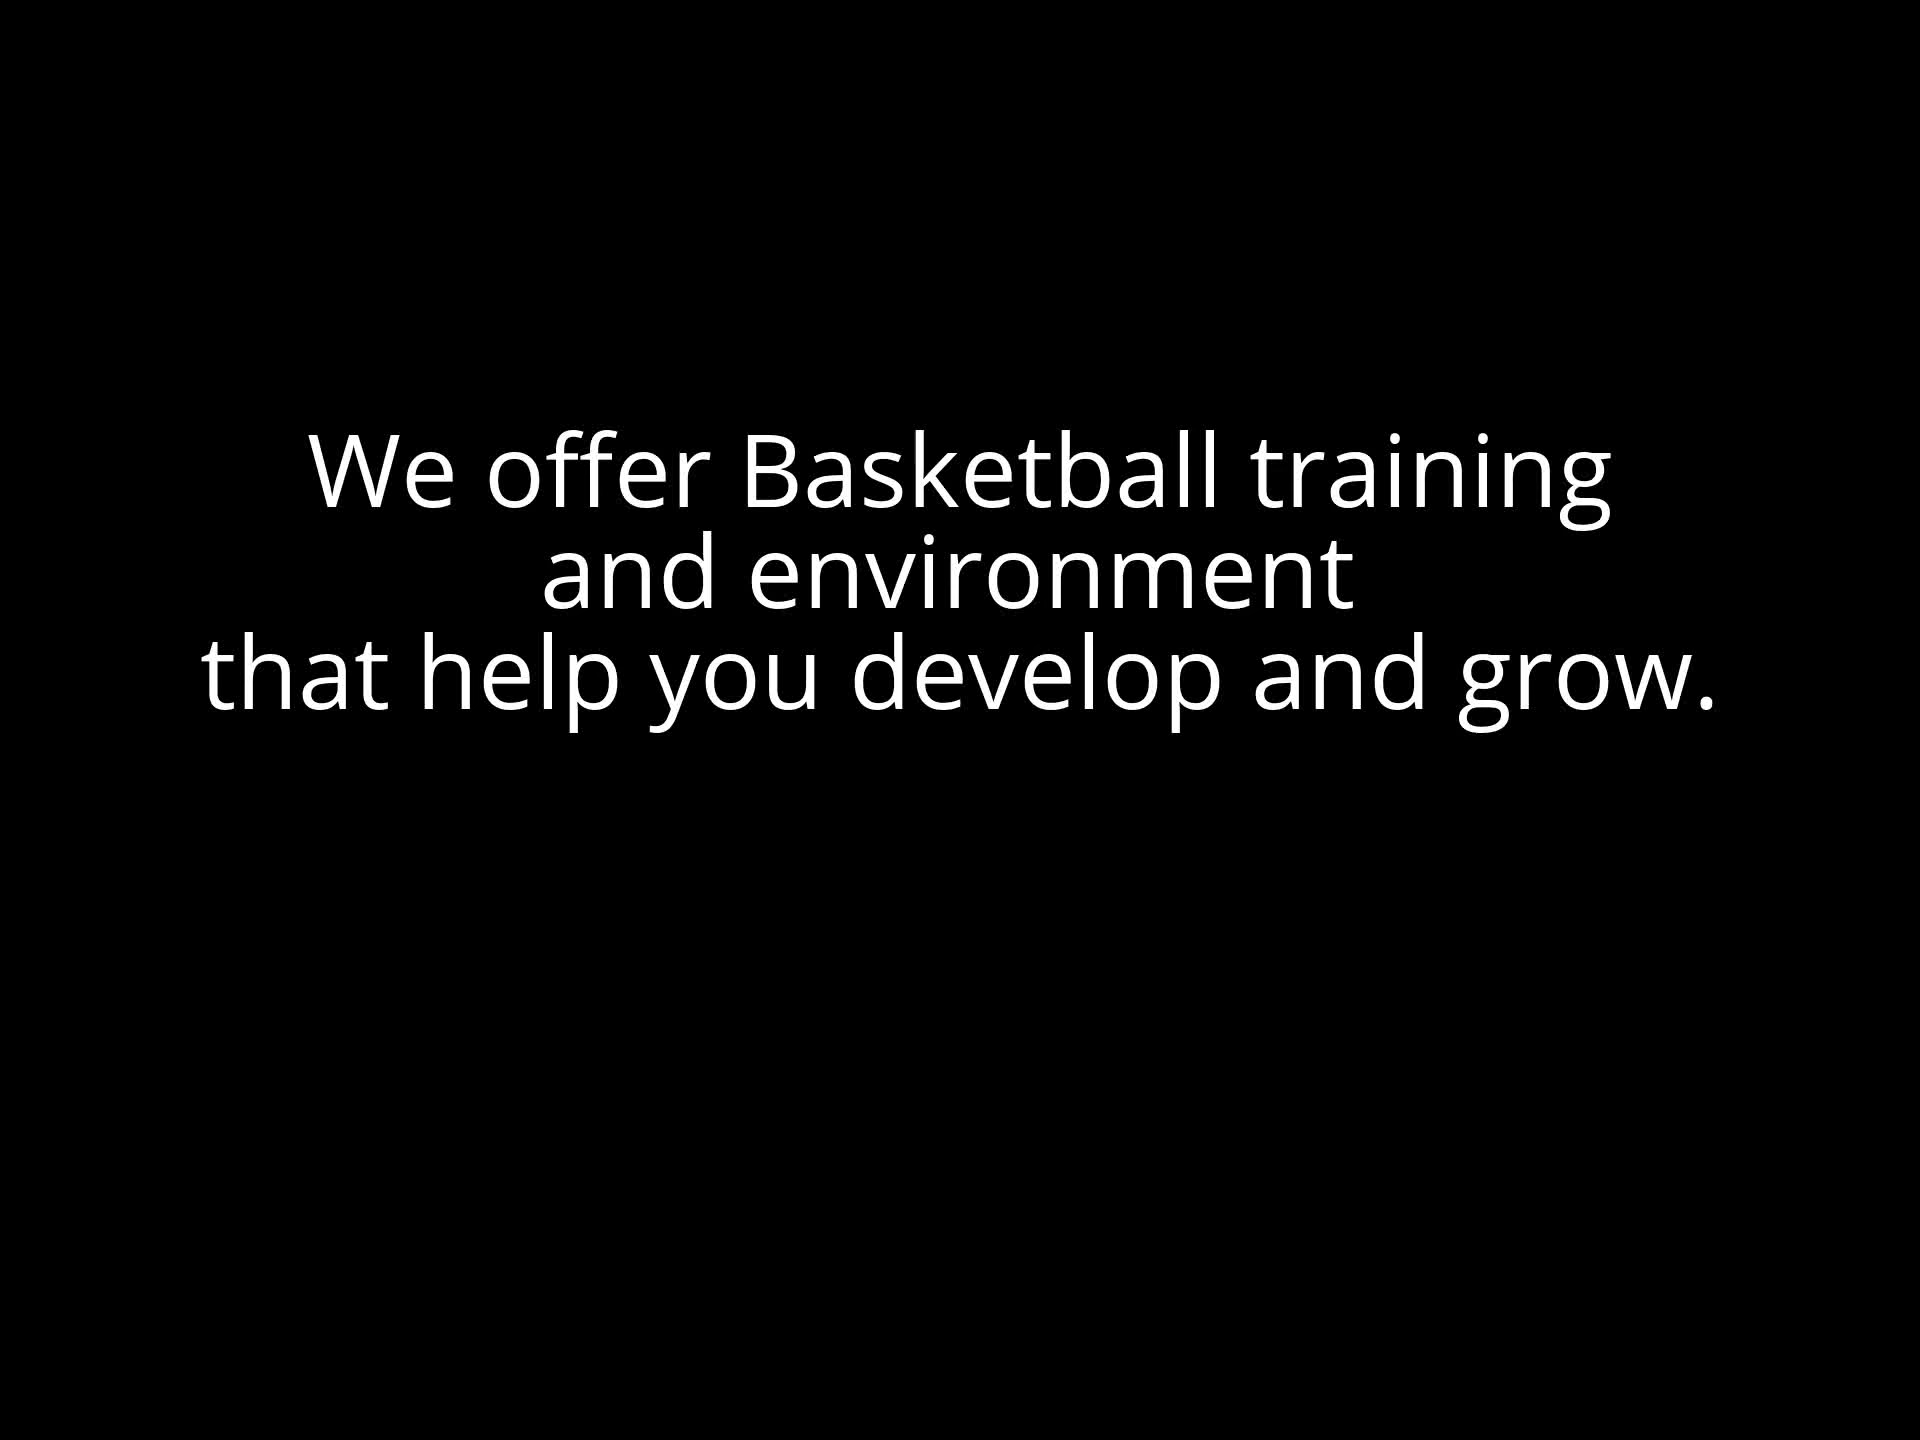 We offer Basketball training
and environment
that help you develop and grow.